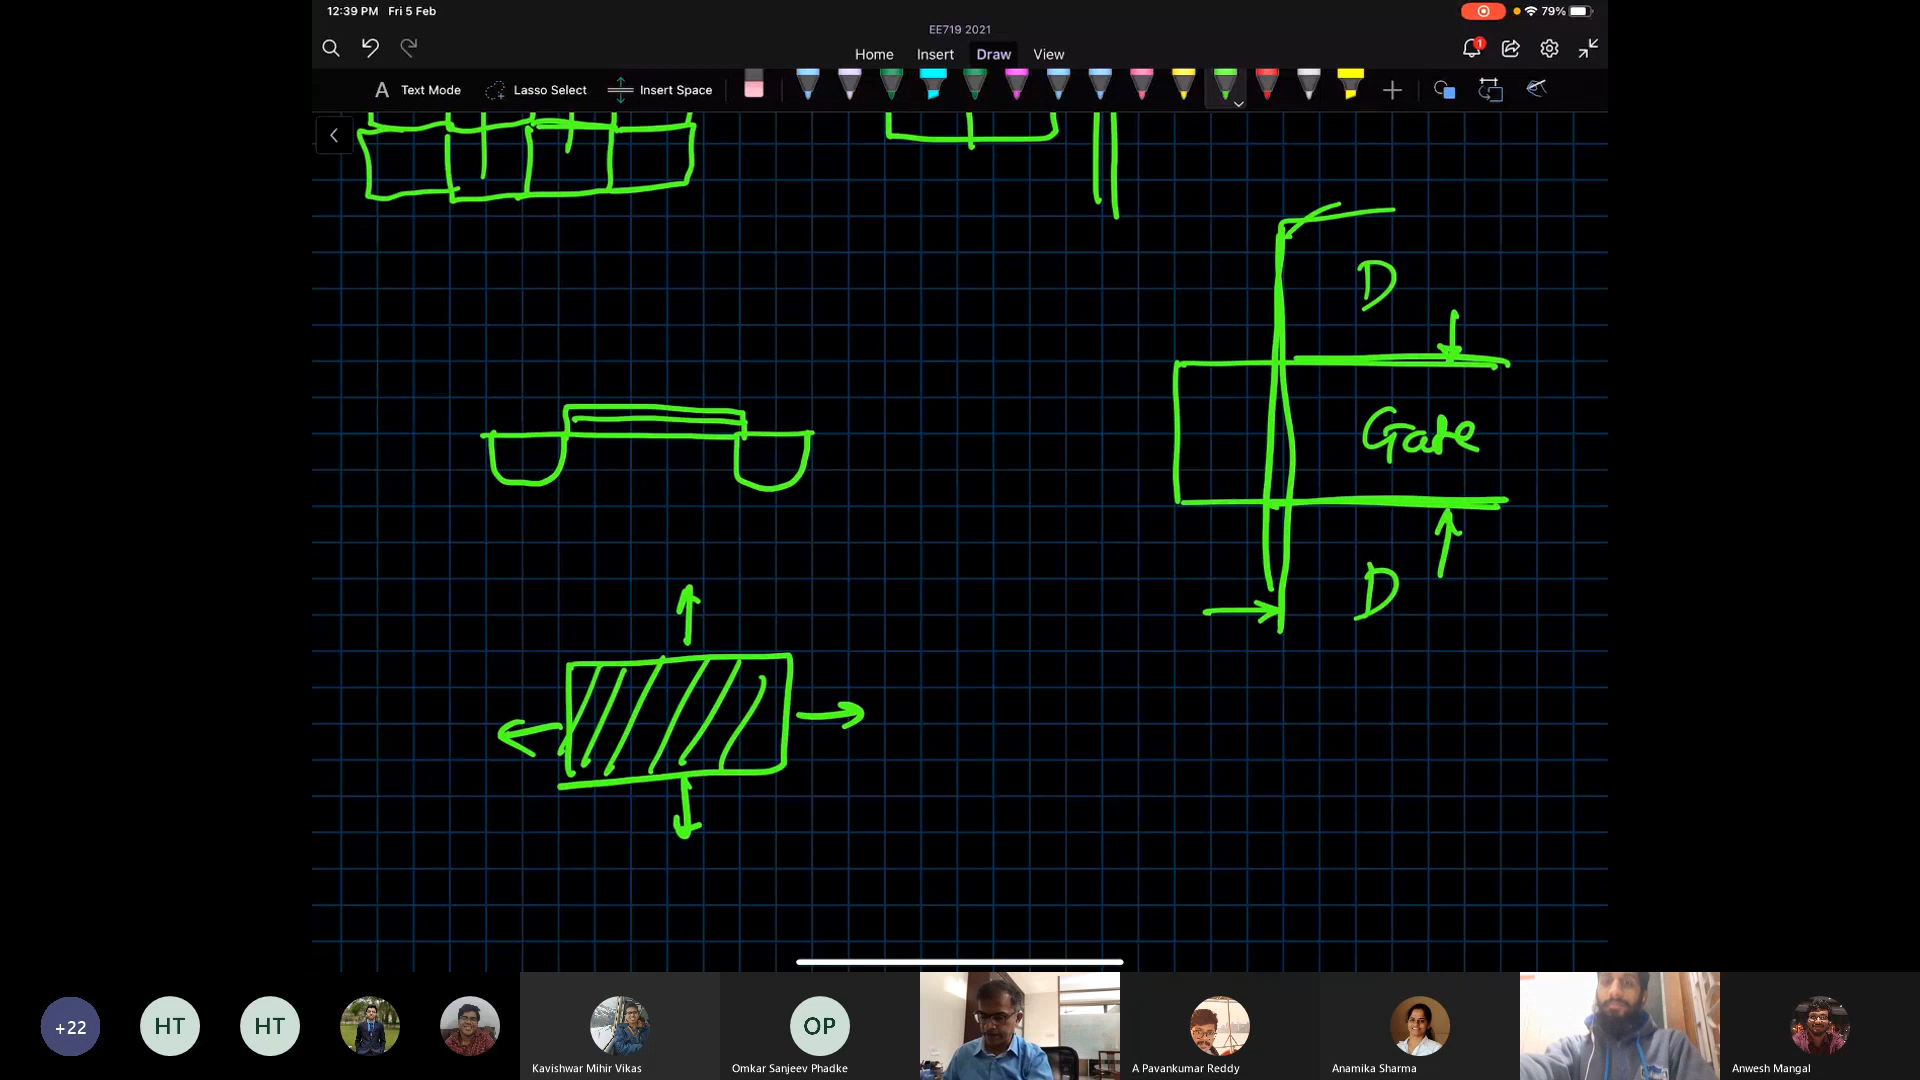 12:39 PM Fri 5 Feb
79%
EE719 2021
Home Insert Draw View
1
Text Mode Lasso Select Insert Space
D
Gate
D
+22
HT
HT
OP
Kavishwar Mihir Vikas
Omkar Sanjeev Phadke
A Pavankumar Reddy
Anamika Sharma
Anwesh Mangal